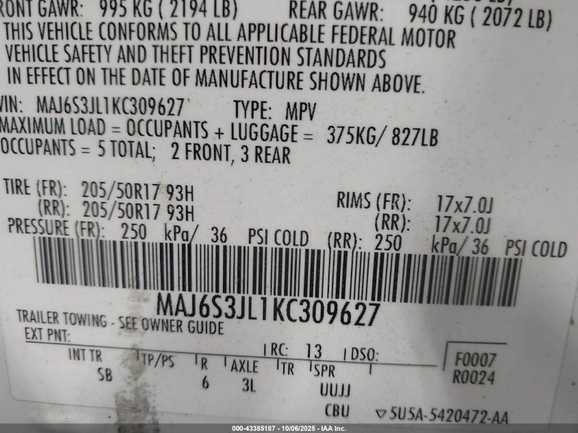 RONT GAWR: 995 KG ( 2194 LB) REAR GAWR: 940 KG ( 2072 LB)
THIS VEHICLE CONFORMS TO ALL APPLICABLE FEDERAL MOTOR
VEHICLE SAFETY AND THEFT PREVENTION STANDARDS
IN EFFECT ON THE DATE OF MANUFACTURE SHOWN ABOVE.
VIN: MAJ6S3JL1KC309627 TYPE: MPV
MAXIMUM LOAD = OCCUPANTS + LUGGAGE = 375KG/ 827LB
OCCUPANTS = 5 TOTAL; 2 FRONT, 3 REAR
TIRE (FR): 205/50R17 93H RIMS (FR): 17x7.0J
(RR): 205/50R17 93H (RR): 17x7.0J
PRESSURE (FR): 250 kPa/ 36 PSI COLD (RR): 250 kPa/ 36 PSI COLD
MAJ6S3JL1KC309627
TRAILER TOWING - SEE OWNER GUIDE
EXT PNT: RC: 13 DSO: F0007
INT TR TP/PS R AXLE TR SPR R0024
SB 6 3L UUJJ
CBU 5U5A-5420472-AA
000-43388187 - 10/06/2025 - IAA, Inc.